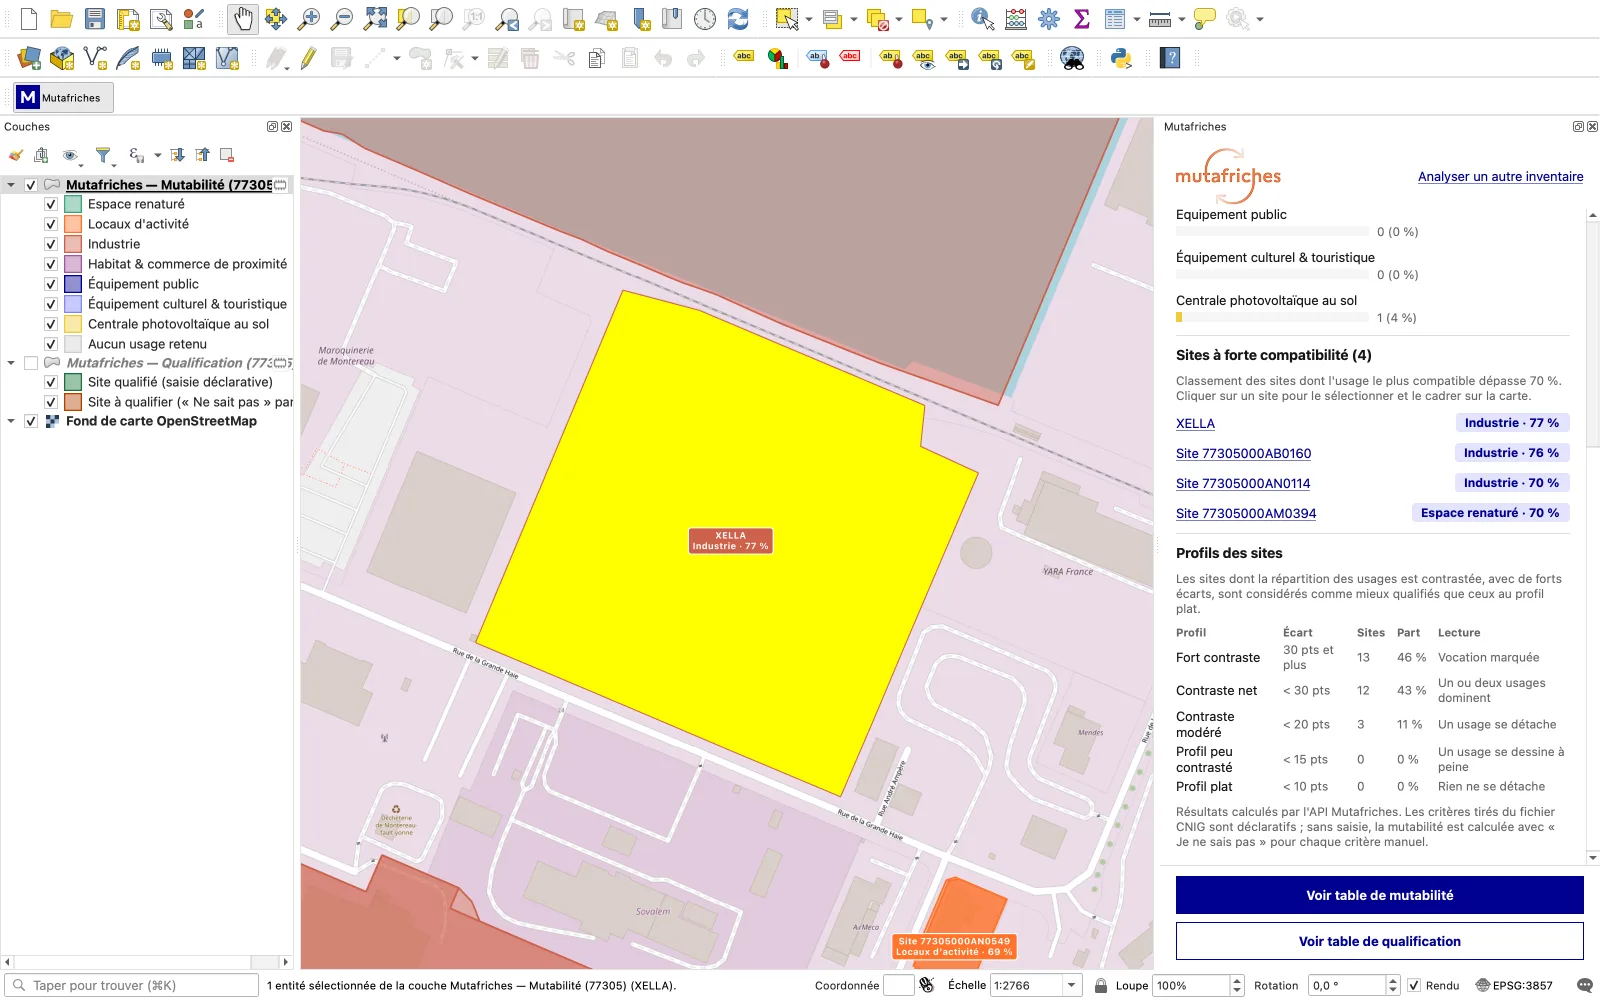 M Mutafriches
Couches
Mutafriches — Mutabilité (77305
Espace renaturé
Locaux d'activité
Industrie
Habitat & commerce de proximité
Équipement public
Équipement culturel & touristique
Centrale photovoltaïque au sol
Aucun usage retenu
Mutafriches — Qualification (77305)
Site qualifié (saisie déclarative)
Site à qualifier (« Ne sait pas » par
Fond de carte OpenStreetMap
Maroquinerie
de Montereau
XELLA
Industrie · 77 %
YARA France
Rue de la Grande Haie
Mendes
Rue André Ampère
Rue de la Grande Haie
Déchèterie
de Montereau-
faut yonne
Sovalem
AxMeca
Site 77305000AN0549
Locaux d'activité · 69 %
Mutafriches
mutafriches
Analyser un autre inventaire
Equipement public
0 (0 %)
Équipement culturel & touristique
0 (0 %)
Centrale photovoltaïque au sol
1 (4 %)
Sites à forte compatibilité (4)
Classement des sites dont l'usage le plus compatible dépasse 70 %.
Cliquer sur un site pour le sélectionner et le cadrer sur la carte.
XELLA Industrie · 77 %
Site 77305000AB0160 Industrie · 76 %
Site 77305000AN0114 Industrie · 70 %
Site 77305000AM0394 Espace renaturé · 70 %
Profils des sites
Les sites dont la répartition des usages est contrastée, avec de forts
écarts, sont considérés comme mieux qualifiés que ceux au profil
plat.
Profil Écart Sites Part Lecture
Fort contraste 30 pts et plus 13 46 % Vocation marquée
Contraste net < 30 pts 12 43 % Un ou deux usages dominent
Contraste modéré < 20 pts 3 11 % Un usage se détache
Profil peu contrasté < 15 pts 0 0 % Un usage se dessine à peine
Profil plat < 10 pts 0 0 % Rien ne se détache
Résultats calculés par l'API Mutafriches. Les critères tirés du fichier
CNIG sont déclaratifs ; sans saisie, la mutabilité est calculée avec «
Je ne sais pas » pour chaque critère manuel.
Voir table de mutabilité
Voir table de qualification
Taper pour trouver (⌘K)
1 entité sélectionnée de la couche Mutafriches — Mutabilité (77305) (XELLA).
Coordonnée
Échelle 1:2766
Loupe 100%
Rotation 0,0 °
Rendu
EPSG:3857